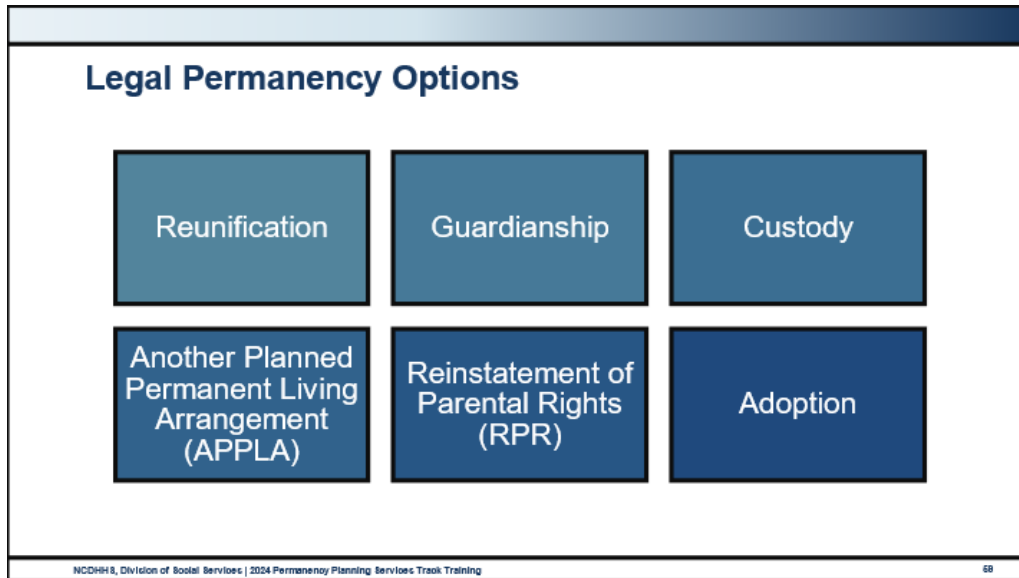 Legal Permanency Options
Reunification
Guardianship
Custody
Another Planned
Permanent Living
Arrangement
(APPLA)
Reinstatement of
Parental Rights
(RPR)
Adoption
NCDHHS, Division of Social Services | 2024 Permanency Planning Services Track Training
68